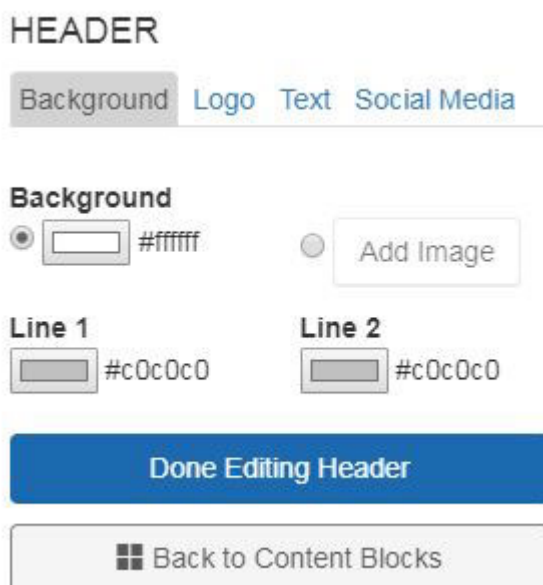 HEADER
Background Logo Text Social Media
Background
#ffffff Add Image
Line 1 Line 2
#c0c0c0 #c0c0c0
Done Editing Header
Back to Content Blocks